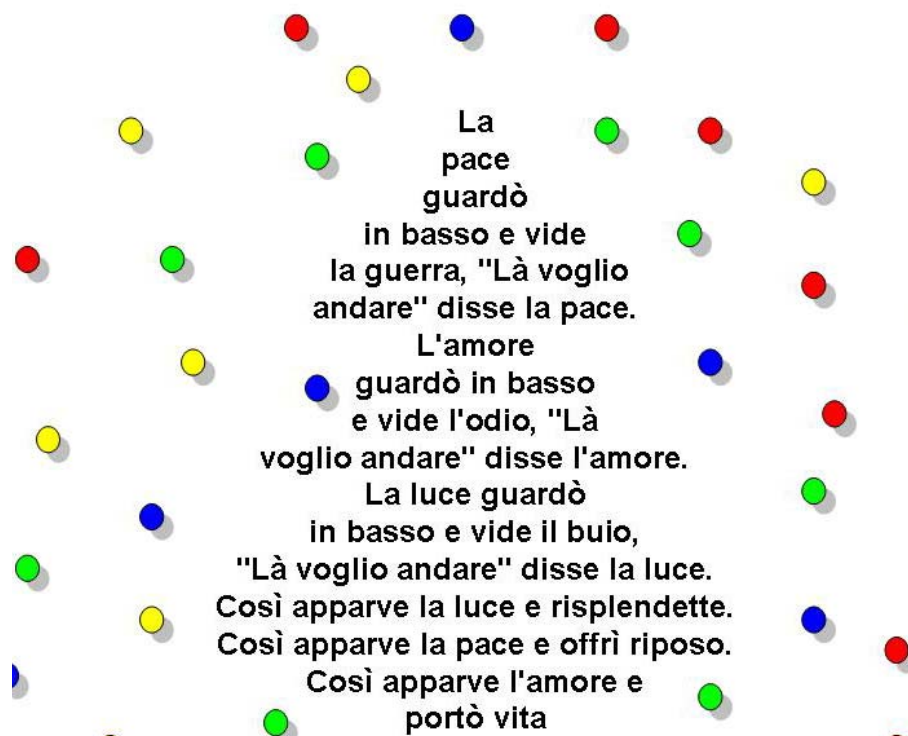 La
pace
guardò
in basso e vide
la guerra, "Là voglio
andare" disse la pace.
L'amore
guardò in basso
e vide l'odio, "Là
voglio andare" disse l'amore.
La luce guardò
in basso e vide il buio,
"Là voglio andare" disse la luce.
Così apparve la luce e risplendette.
Così apparve la pace e offrì riposo.
Così apparve l'amore e
portò vita